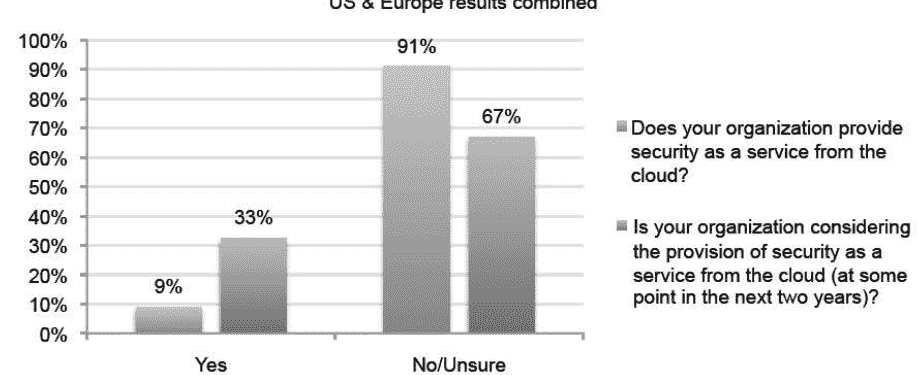 US & Europe results combined
100%
90%
80%
70%
60%
50%
40%
30%
20%
10%
0%
9%
33%
91%
67%
Yes
No/Unsure
Does your organization provide
security as a service from the
cloud?
Is your organization considering
the provision of security as a
service from the cloud (at some
point in the next two years)?